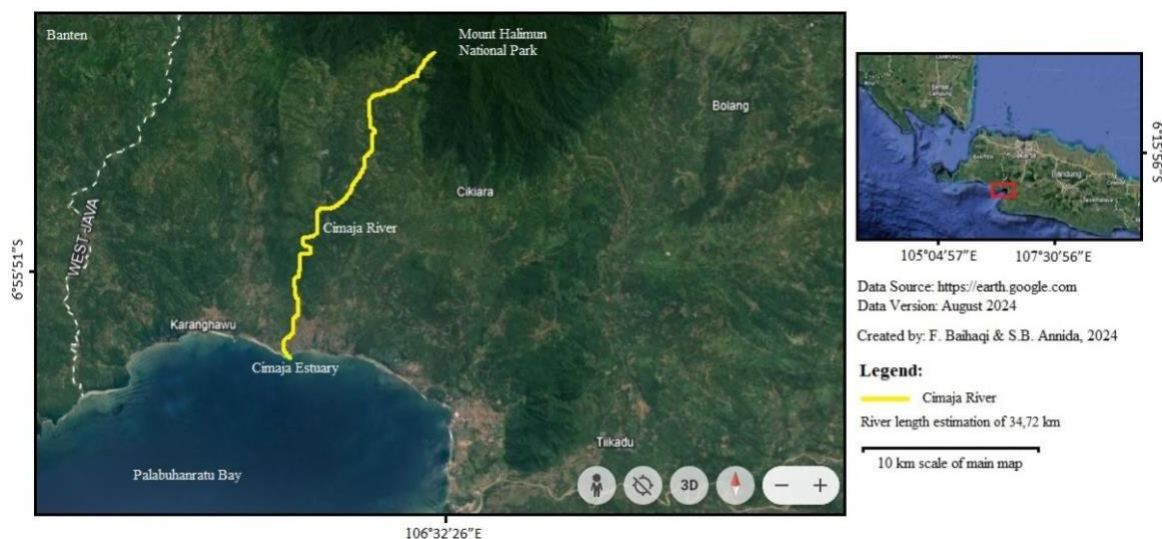 Banten
Mount Halimun
National Park
Bolang
Cikiara
WEST JAVA
Cimaja River
Karanghawu
Cimaja Estuary
Tiikadu
Palabuhanratu Bay
3D
6°55'51"S
106°32'26"E
Bandung
6°15'56"S
105°04'57"E
107°30'56"E
Data Source: https://earth.google.com
Data Version: August 2024
Created by: F. Baihaqi & S.B. Annida, 2024
Legend:
Cimaja River
River length estimation of 34,72 km
10 km scale of main map